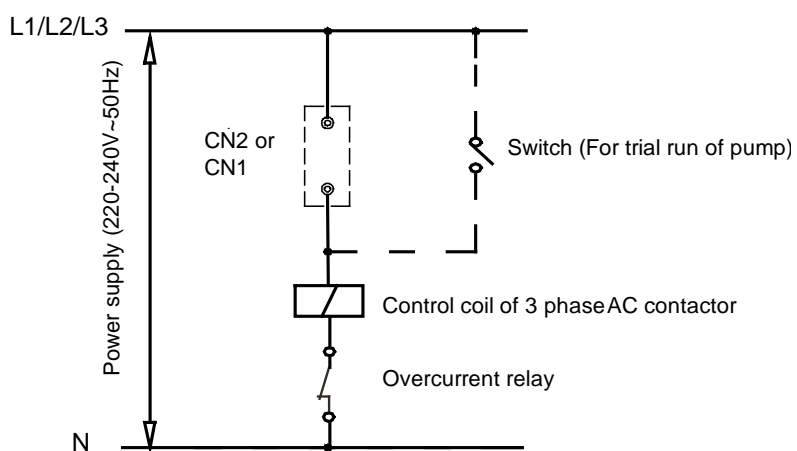 L1/L2/L3
Power supply (220-240V~50Hz)
CN2 or
CN1
Switch (For trial run of pump)
Control coil of 3 phase AC contactor
Overcurrent relay
N